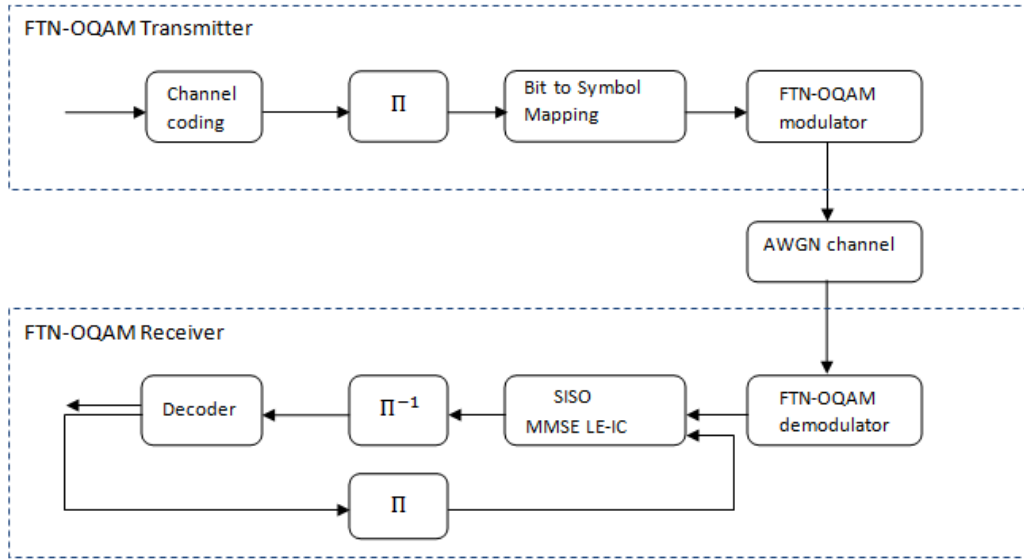 FTN-OQAM Transmitter
Channel
coding
Π
Bit to Symbol
Mapping
FTN-OQAM
modulator
AWGN channel
FTN-OQAM Receiver
Decoder
Π⁻¹
SISO
MMSE LE-IC
FTN-OQAM
demodulator
Π